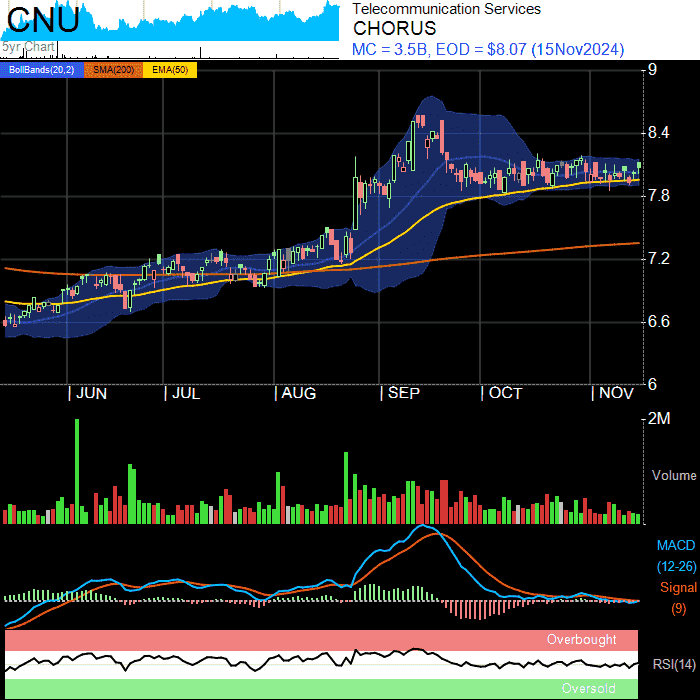 CNU
5yr Chart
Telecommunication Services
CHORUS
MC = 3.5B, EOD = $8.07 (15Nov2024)
BollBands(20,2) SMA(200) EMA(50)
9
8.4
7.8
7.2
6.6
6
| JUN | JUL | AUG | SEP | OCT | NOV
2M
Volume
MACD
(12-26)
Signal
(9)
Overbought
RSI(14)
Oversold